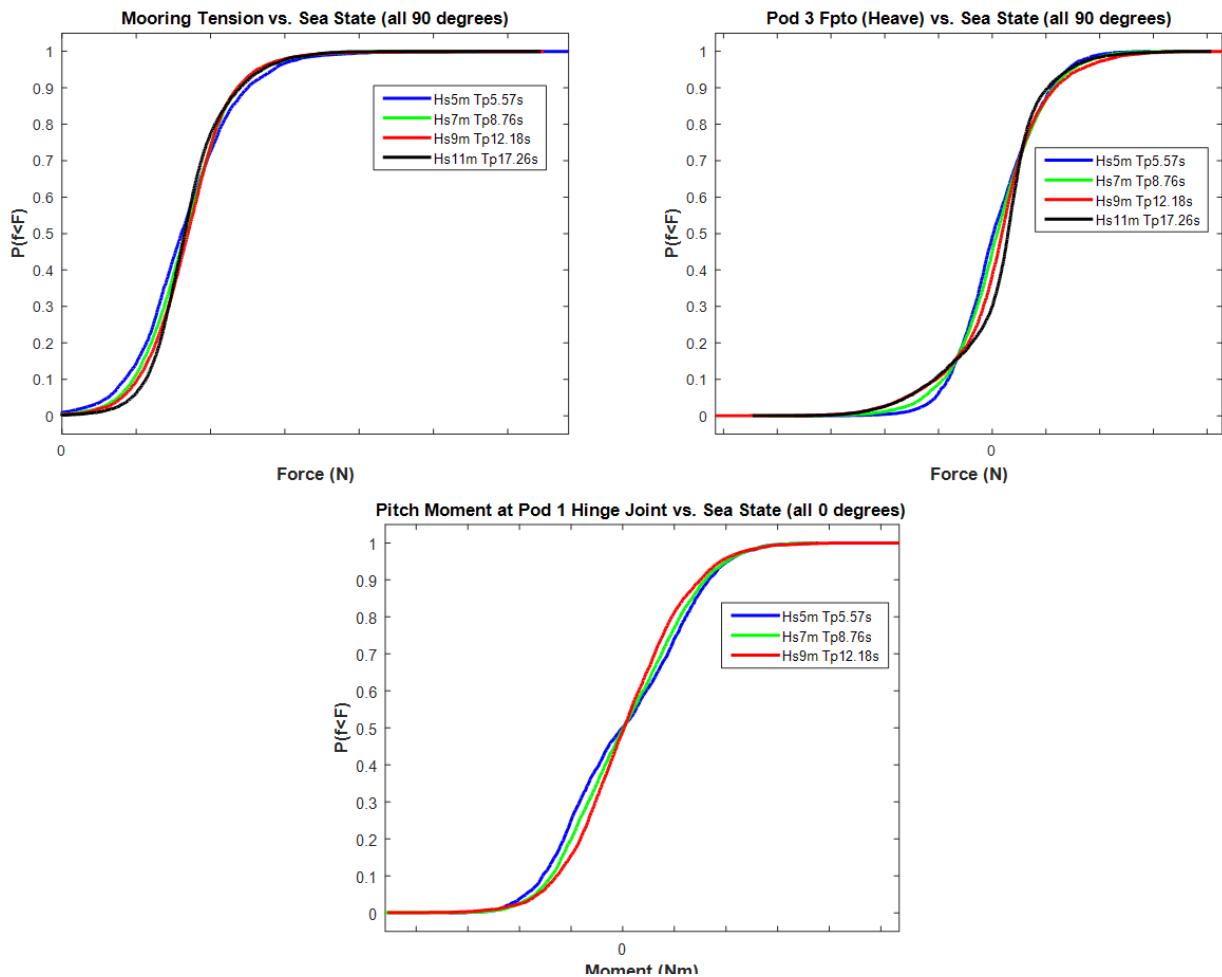 Mooring Tension vs. Sea State (all 90 degrees)
1
0.9
0.8
0.7
0.6
0.5
0.4
0.3
0.2
0.1
0
P(f<F)
Hs5m Tp5.57s
Hs7m Tp8.76s
Hs9m Tp12.18s
Hs11m Tp17.26s
0
Force (N)
Pod 3 Fpto (Heave) vs. Sea State (all 90 degrees)
1
0.9
0.8
0.7
0.6
0.5
0.4
0.3
0.2
0.1
0
P(f<F)
Hs5m Tp5.57s
Hs7m Tp8.76s
Hs9m Tp12.18s
Hs11m Tp17.26s
0
Force (N)
Pitch Moment at Pod 1 Hinge Joint vs. Sea State (all 0 degrees)
1
0.9
0.8
0.7
0.6
0.5
0.4
0.3
0.2
0.1
0
P(f<F)
Hs5m Tp5.57s
Hs7m Tp8.76s
Hs9m Tp12.18s
0
Moment (Nm)